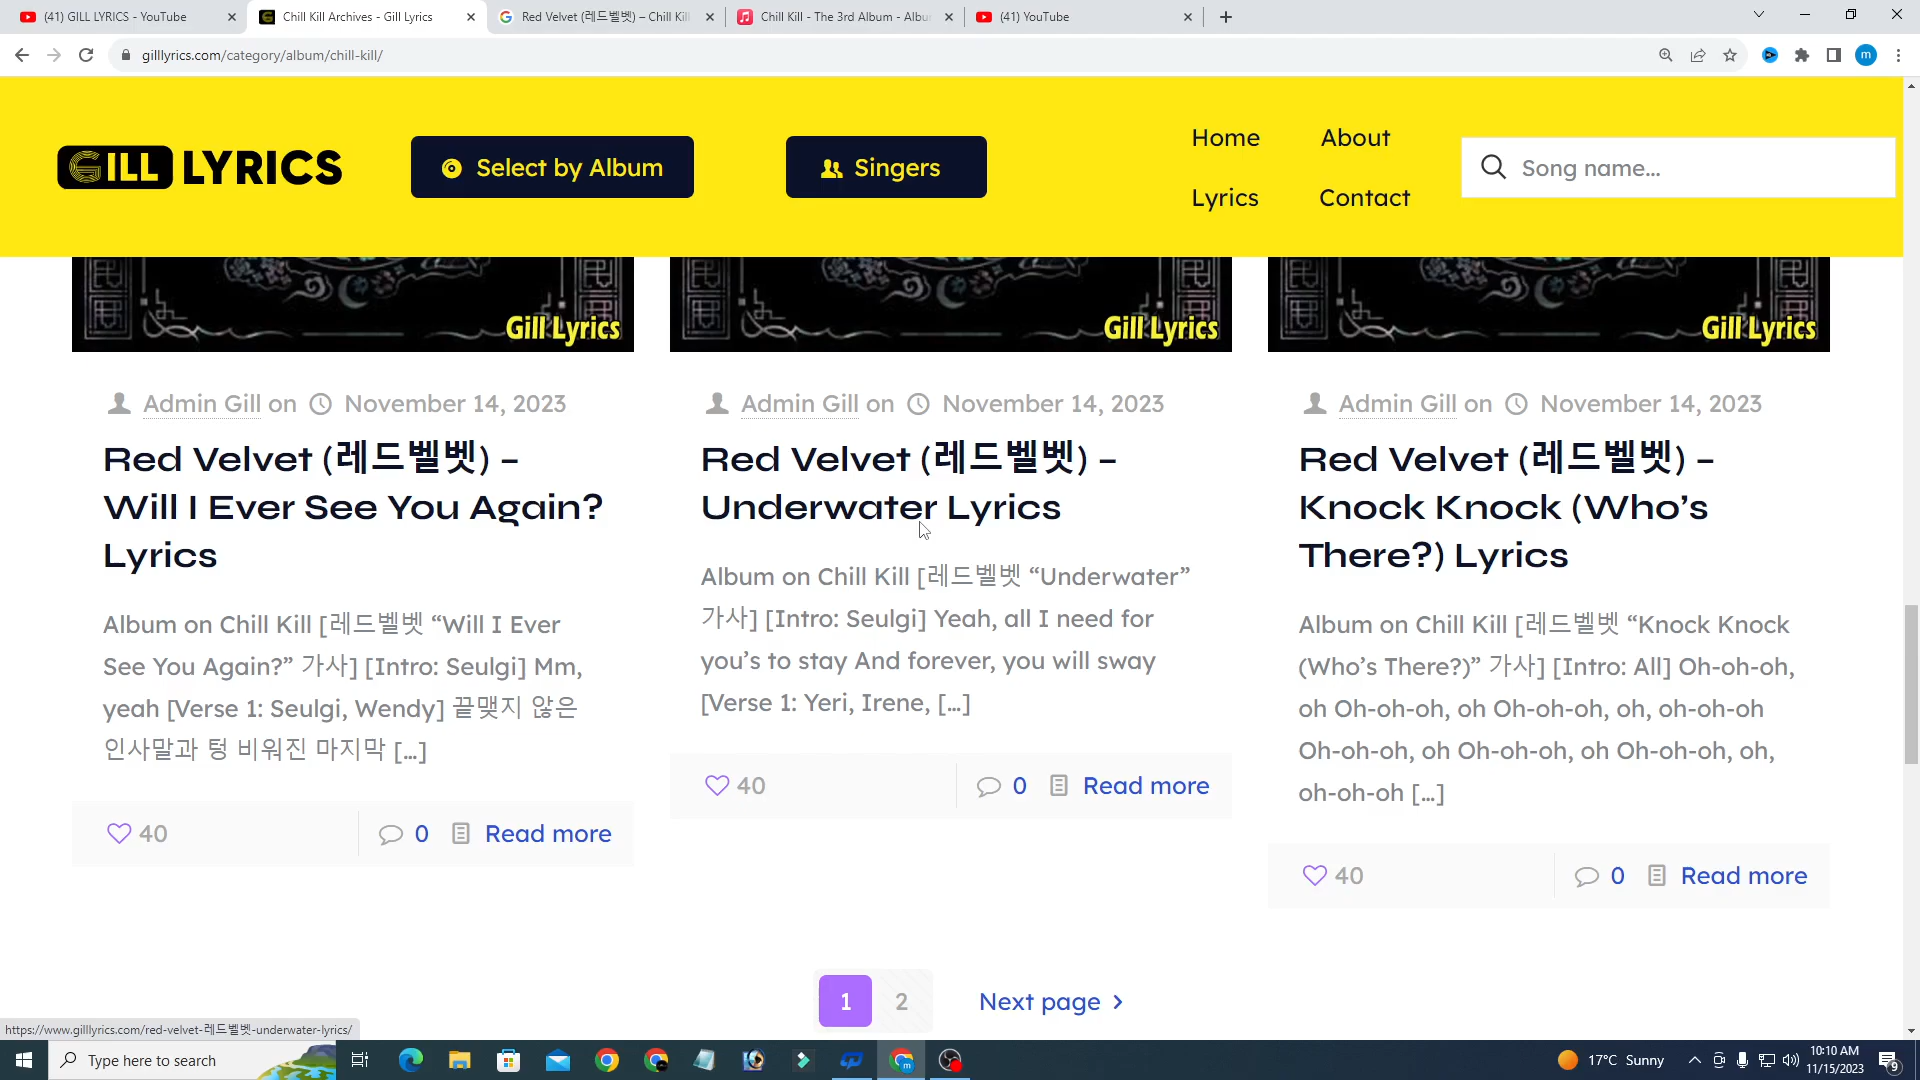 (41) GILL LYRICS - YouTube
Chill Kill Archives - Gill Lyrics
Red Velvet (레드벨벳) – Chill Kill
Chill Kill - The 3rd Album - Albu
(41) YouTube
gilllyrics.com/category/album/chill-kill/
m
GILL LYRICS
Select by Album
Singers
Home
About
Lyrics
Contact
Song name...
Gill Lyrics
Gill Lyrics
Gill Lyrics
Admin Gill on November 14, 2023
Red Velvet (레드벨벳) –
Will I Ever See You Again?
Lyrics
Album on Chill Kill [레드벨벳 “Will I Ever
See You Again?” 가사] [Intro: Seulgi] Mm,
yeah [Verse 1: Seulgi, Wendy] 끝맺지 않은
인사말과 텅 비워진 마지막 [...]
40
0
Read more
Admin Gill on November 14, 2023
Red Velvet (레드벨벳) –
Underwater Lyrics
Album on Chill Kill [레드벨벳 “Underwater”
가사] [Intro: Seulgi] Yeah, all I need for
you’s to stay And forever, you will sway
[Verse 1: Yeri, Irene, [...]
40
0
Read more
Admin Gill on November 14, 2023
Red Velvet (레드벨벳) –
Knock Knock (Who’s
There?) Lyrics
Album on Chill Kill [레드벨벳 “Knock Knock
(Who’s There?)” 가사] [Intro: All] Oh-oh-oh,
oh Oh-oh-oh, oh Oh-oh-oh, oh, oh-oh-oh
Oh-oh-oh, oh Oh-oh-oh, oh Oh-oh-oh, oh,
oh-oh-oh [...]
40
0
Read more
1
2
Next page
https://www.gilllyrics.com/red-velvet-레드벨벳-underwater-lyrics/
Type here to search
17°C Sunny
10:10 AM
11/15/2023
9